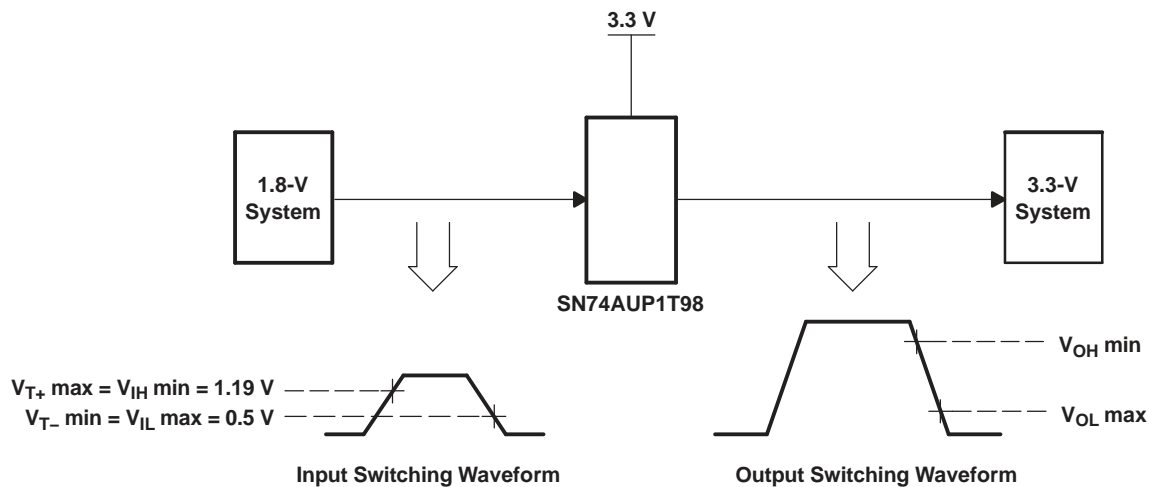 3.3 V
1.8-V
System
3.3-V
System
SN74AUP1T98
VOH min
VT+ max = VIH min = 1.19 V
VT− min = VIL max = 0.5 V
VOL max
Input Switching Waveform
Output Switching Waveform